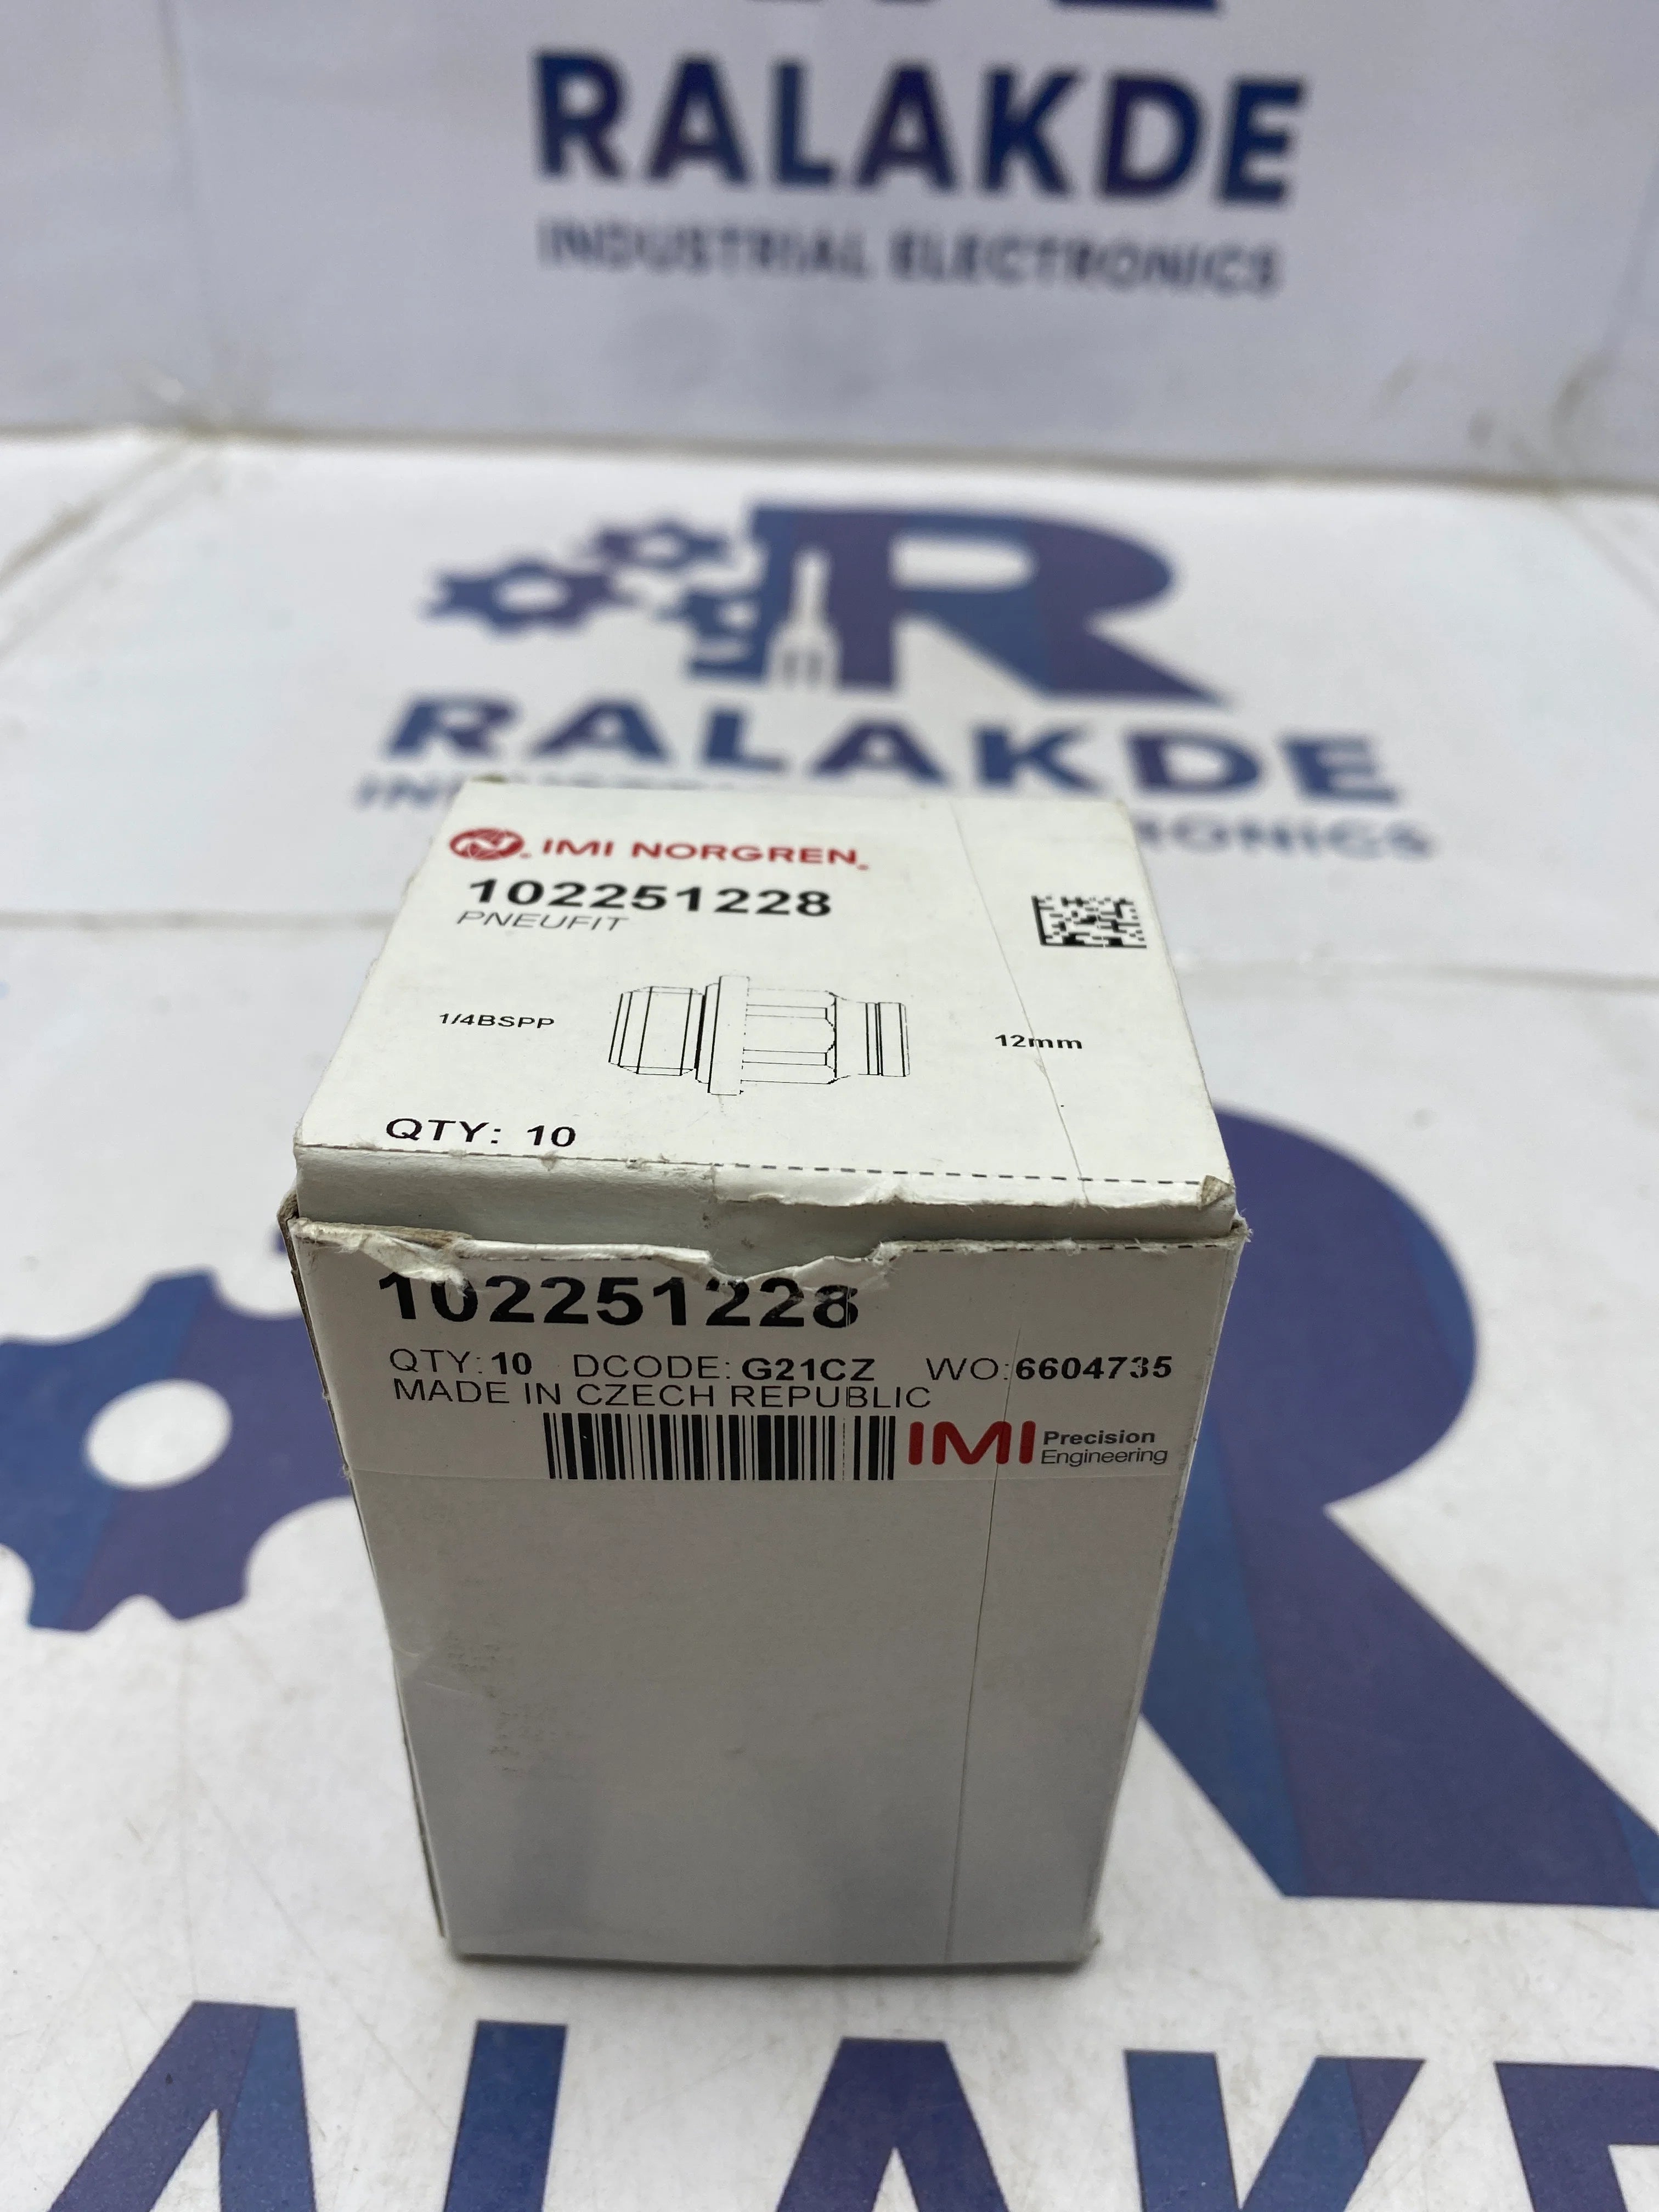 RALAKDE
INDUSTRIAL ELECTRONICS
RALAKDE
IMI NORGREN
102251228
PNEUFIT
1/4BSPP
12mm
QTY: 10
102251228
QTY: 10 DCODE: G21CZ WO: 6604735
MADE IN CZECH REPUBLIC
IMI Precision
Engineering